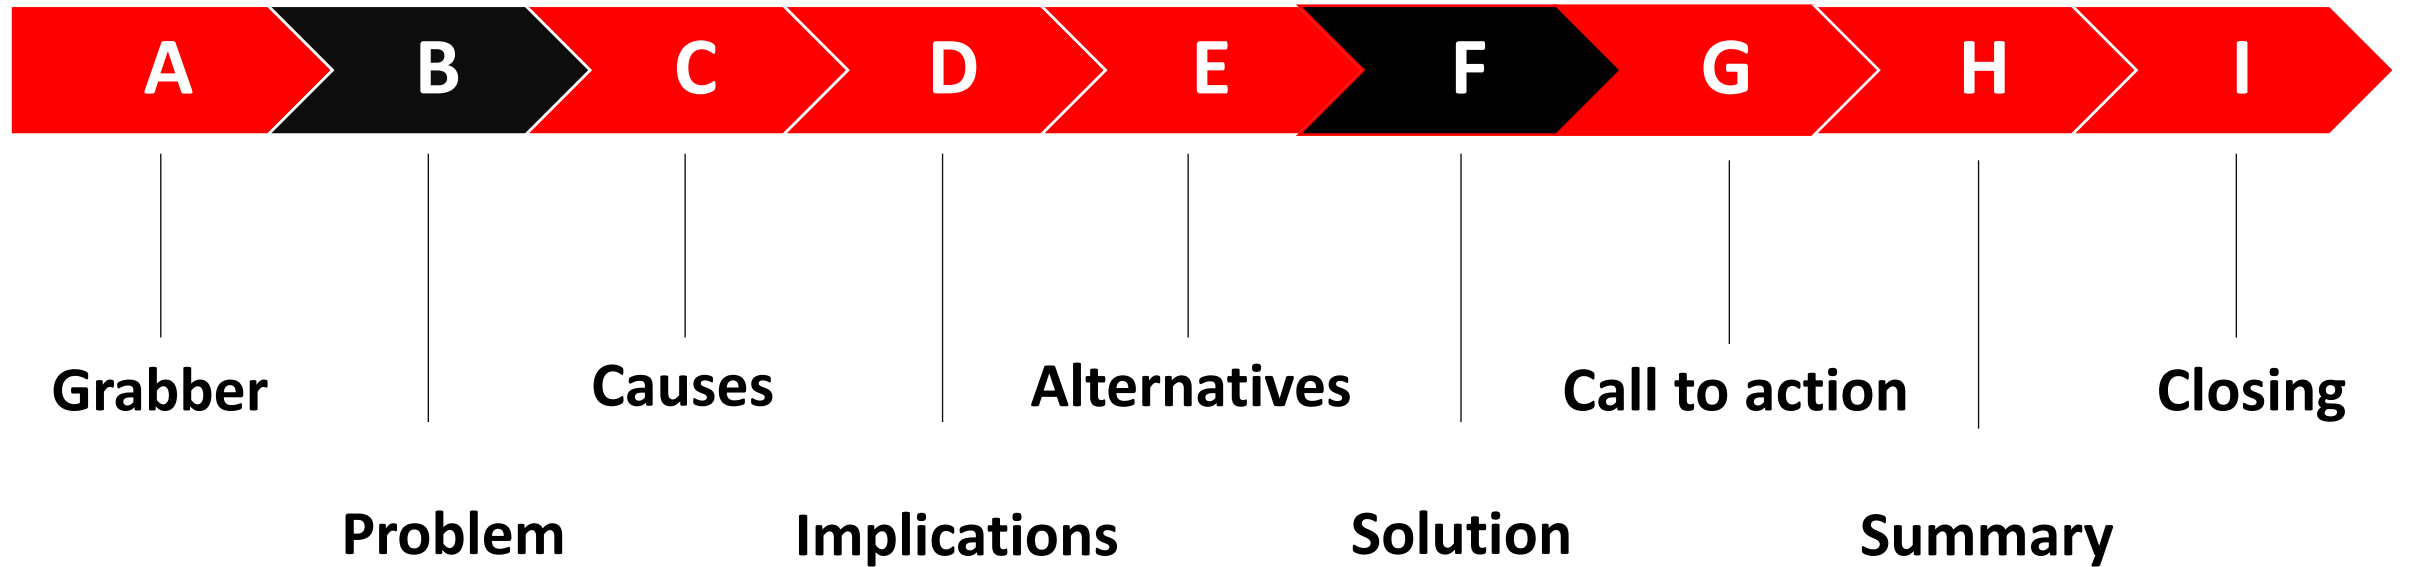 A
B
C
D
E
F
G
H
I
Grabber
Causes
Alternatives
Call to action
Closing
Problem
Implications
Solution
Summary